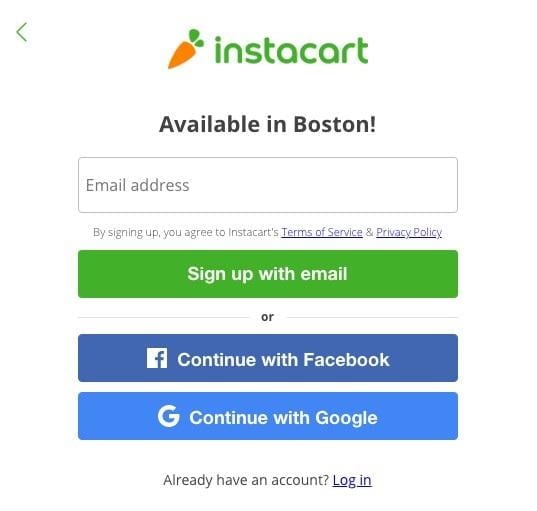 instacart
Available in Boston!
Email address
By signing up, you agree to Instacart's Terms of Service & Privacy Policy
Sign up with email
or
Continue with Facebook
Continue with Google
Already have an account? Log in